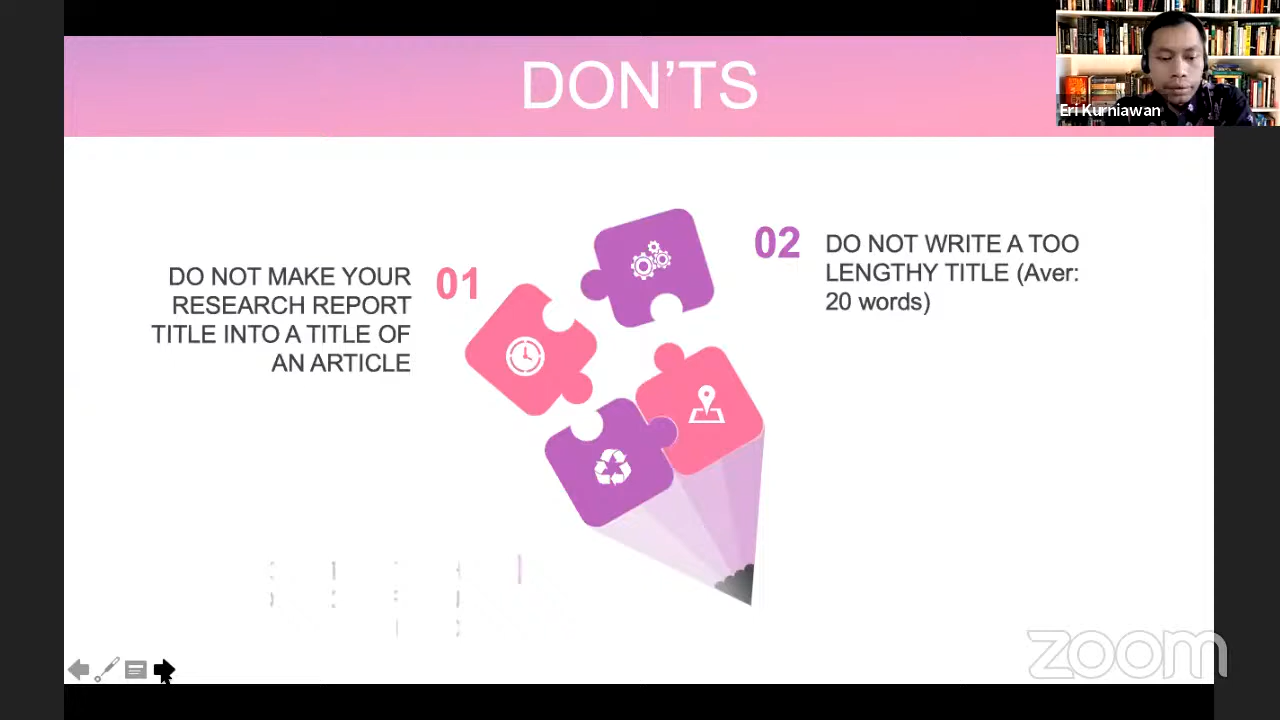 DON'TS
Eri Kurniawan
01
DO NOT MAKE YOUR
RESEARCH REPORT
TITLE INTO A TITLE OF
AN ARTICLE
02
DO NOT WRITE A TOO
LENGTHY TITLE (Aver:
20 words)
zoom